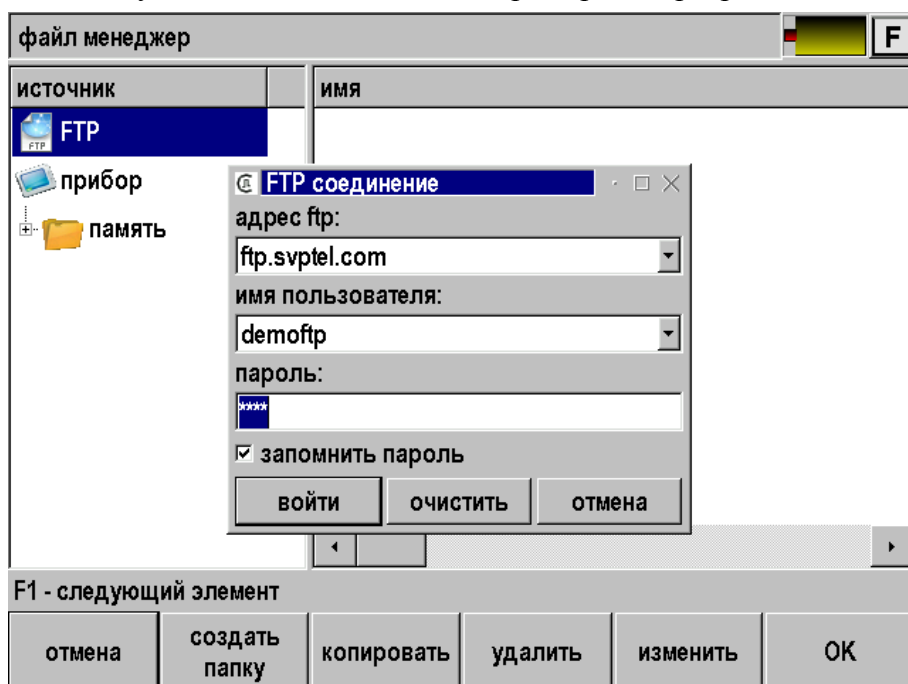 файл менеджер
F
источник
имя
FTP
FTP
прибор
память
FTP соединение
адрес ftp:
ftp.svptel.com
имя пользователя:
demoftp
пароль:
****
запомнить пароль
войти
очистить
отмена
F1 - следующий элемент
отмена
создать
папку
копировать
удалить
изменить
OK